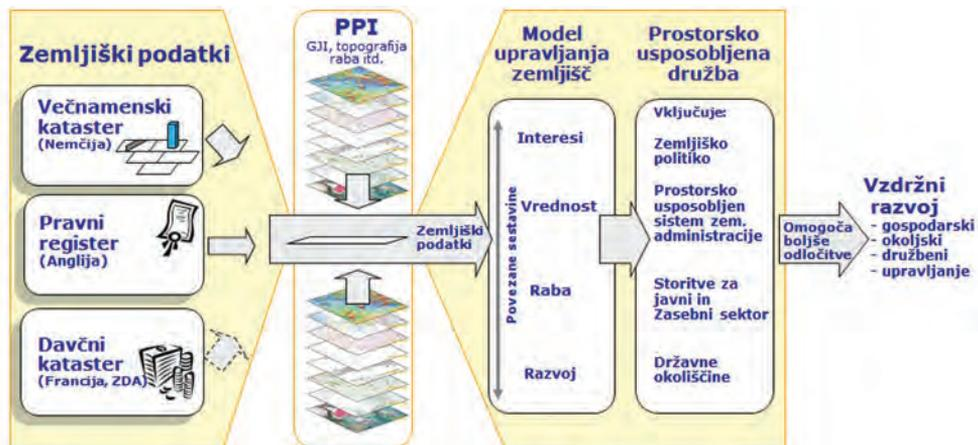 Zemljiški podatki
Večnamenski
kataster
(Nemčija)
Pravni
register
(Anglija)
Davčni
kataster
(Francija, ZDA)
PPI
GJI, topografija
raba itd.
Zemljiški
podatki
Model
upravljanja
zemljišč
Povezane sestavine
Interesi
Vrednost
Raba
Razvoj
Prostorsko
usposobljena
družba
Vključuje:
Zemljiško
politiko
Prostorsko
usposobljen
sistem zem.
administracije
Storitve za
javni in
Zasebni sektor
Državne
okoliščine
Omogoča
boljše
odločitve
Vzdržni
razvoj
- gospodarski
- okoljski
- družbeni
- upravljanje